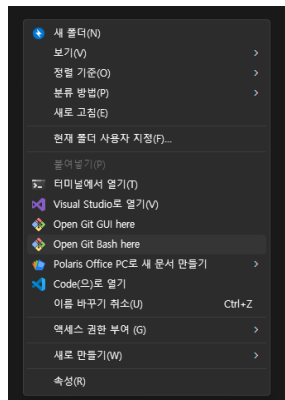 새 폴더(N)
보기(V)
정렬 기준(O)
분류 방법(P)
새로 고침(E)
현재 폴더 사용자 지정(F)...
붙여넣기(P)
터미널에서 열기(T)
Visual Studio로 열기(V)
Open Git GUI here
Open Git Bash here
Polaris Office PC로 새 문서 만들기
Code(으)로 열기
이름 바꾸기 취소(U) Ctrl+Z
액세스 권한 부여 (G)
새로 만들기(W)
속성(R)